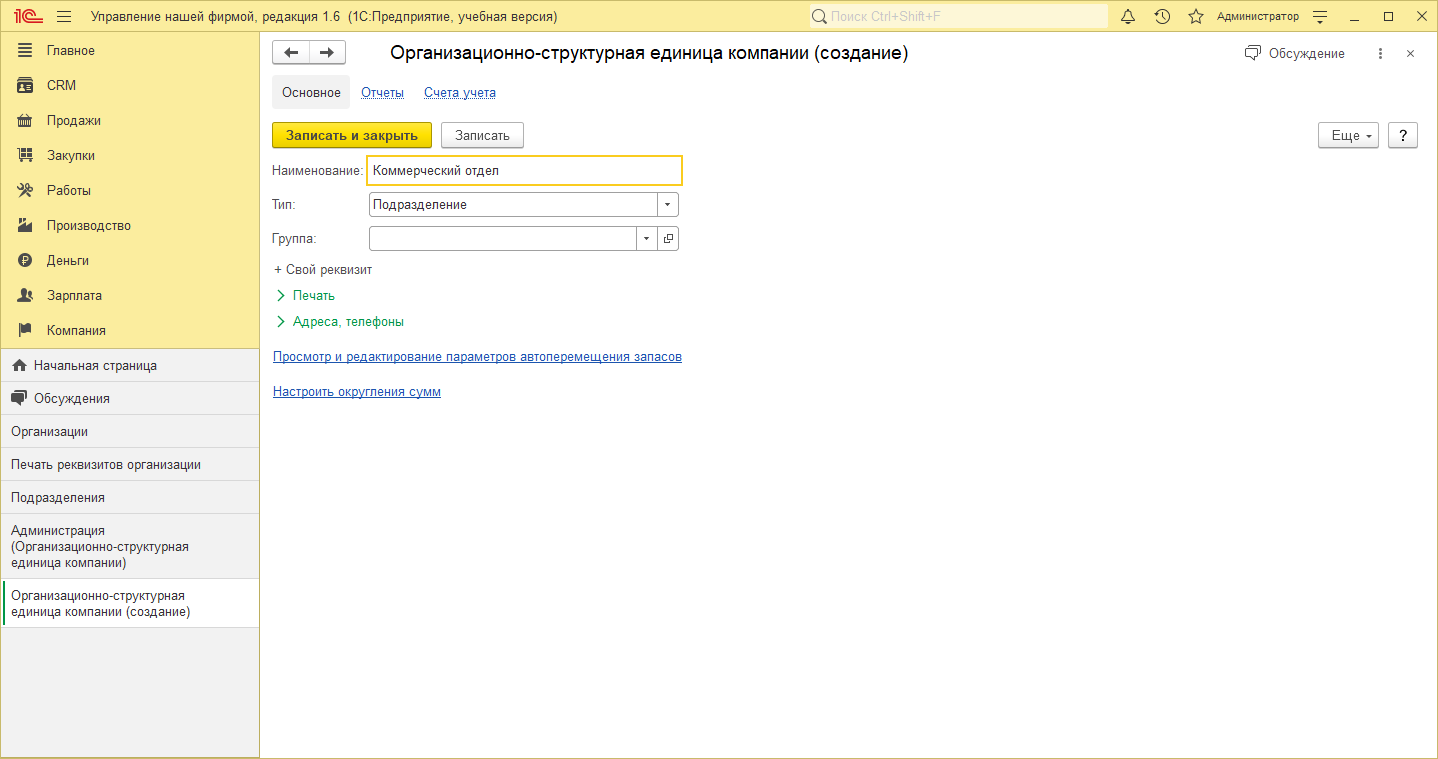 1С Управление нашей фирмой, редакция 1.6 (1С:Предприятие, учебная версия) Поиск Ctrl+Shift+F Администратор
Главное
CRM
Продажи
Закупки
Работы
Производство
Деньги
Зарплата
Компания
Начальная страница
Обсуждения
Организации
Печать реквизитов организации
Подразделения
Администрация
(Организационно-структурная
единица компании)
Организационно-структурная
единица компании (создание)
Организационно-структурная единица компании (создание) Обсуждение
Основное Отчеты Счета учета
Записать и закрыть Записать Еще ?
Наименование: Коммерческий отдел
Тип: Подразделение
Группа:
+ Свой реквизит
Печать
Адреса, телефоны
Просмотр и редактирование параметров автоперемещения запасов
Настроить округления сумм